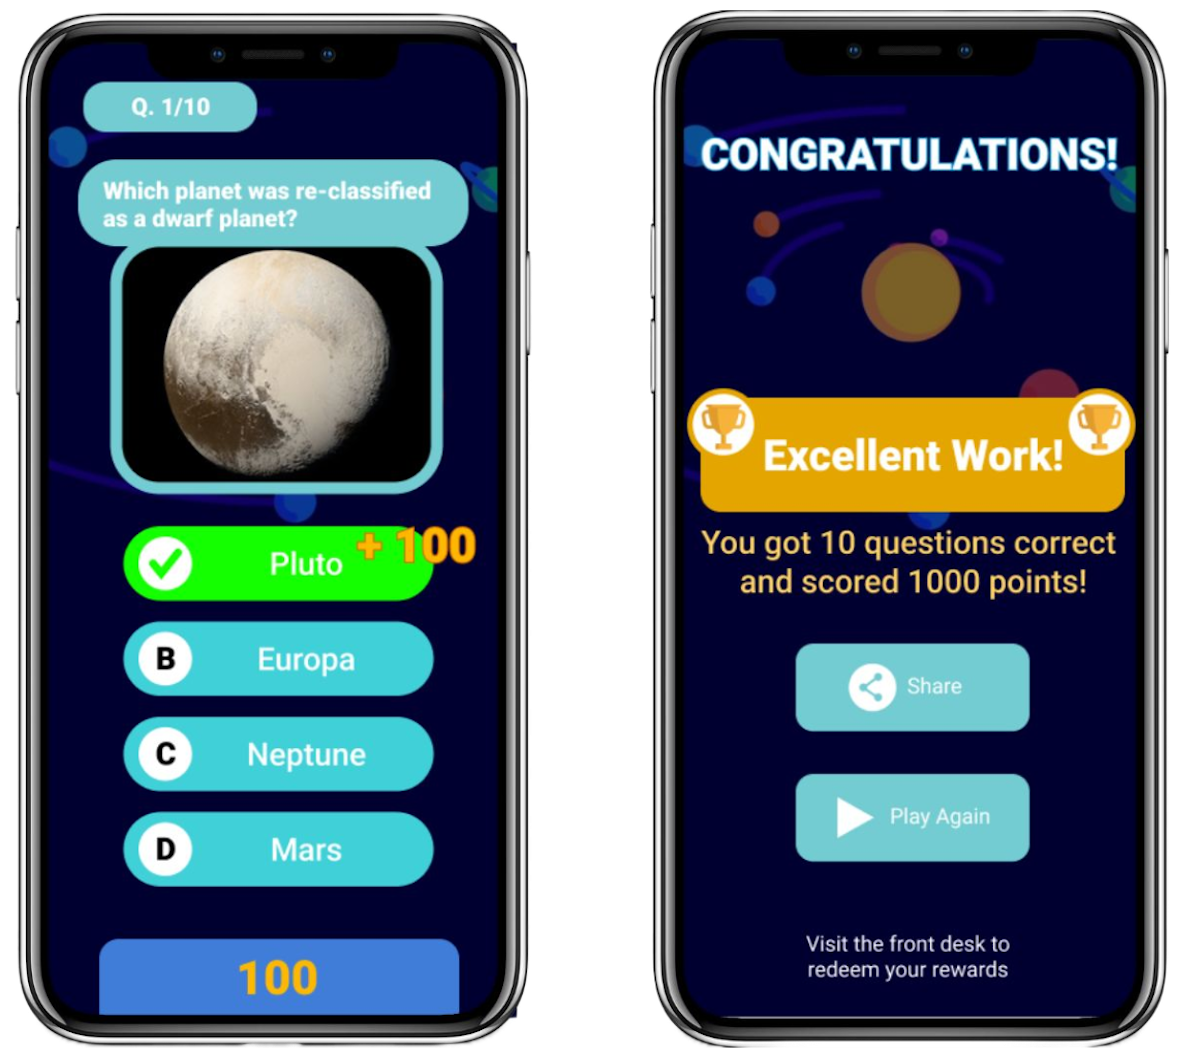 Q. 1/10
Which planet was re-classified
as a dwarf planet?
Pluto
+ 100
B Europa
C Neptune
D Mars
100
CONGRATULATIONS!
Excellent Work!
You got 10 questions correct
and scored 1000 points!
Share
Play Again
Visit the front desk to
redeem your rewards